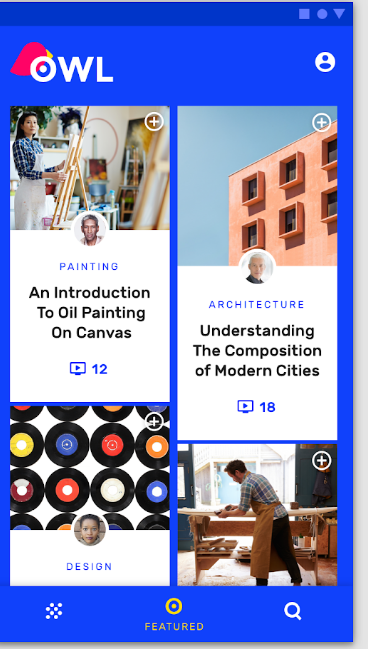 OWL
PAINTING
An Introduction
To Oil Painting
On Canvas
12
ARCHITECTURE
Understanding
The Composition
of Modern Cities
18
DESIGN
FEATURED